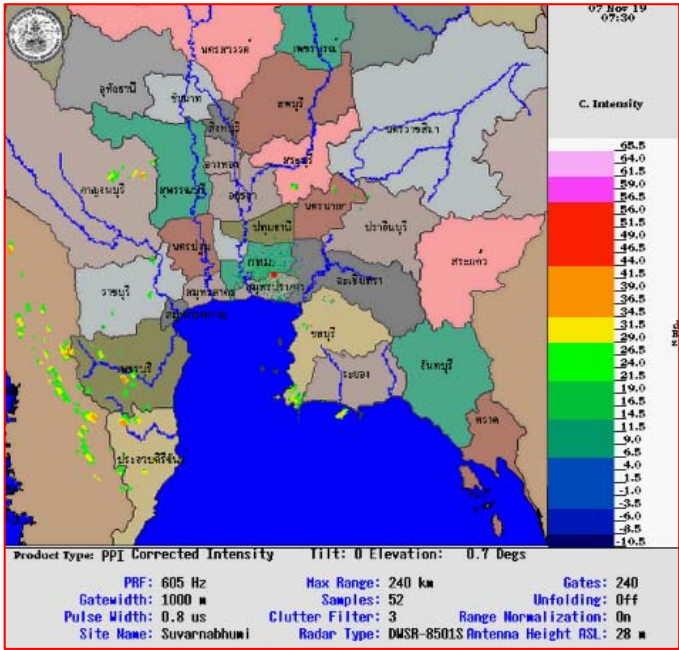 07 Nov 19
07:30
C. Intensity
นครสวรรค์
เพชรบูรณ์
อุทัยธานี
ชัยนาท
ลพบุรี
สิงห์บุรี
นครราชสีมา
อ่างทอง
สระบุรี
กาญจนบุรี
สุพรรณบุรี
อยุธยา
นครนายก
ปราจีนบุรี
ปทุมธานี
นครปฐม
สระแก้ว
กทม.
ราชบุรี
สมุทรสาคร
สมุทรปราการ
ฉะเชิงเทรา
สมุทรสงคราม
ชลบุรี
เพชรบุรี
ระยอง
จันทบุรี
ตราด
ประจวบคีรีขันธ์
65.5
64.0
61.5
59.0
56.5
56.0
51.5
49.0
46.5
44.0
41.5
39.0
36.5
34.0
31.5
29.0
26.5
24.0
21.5
19.0
16.5
14.5
11.5
9.0
6.5
4.0
1.5
-1.0
-3.5
-6.0
-8.5
-10.5
Product Type: PPI Corrected Intensity Tilt: 0 Elevation: 0.7 Degs
PRF: 605 Hz Max Range: 240 km Gates: 240
Gatewidth: 1000 m Samples: 52 Unfolding: Off
Pulse Width: 0.8 us Clutter Filter: 3 Range Normalization: On
Site Name: Suvarnabhumi Radar Type: DWSR-8501S Antenna Height ASL: 28 m